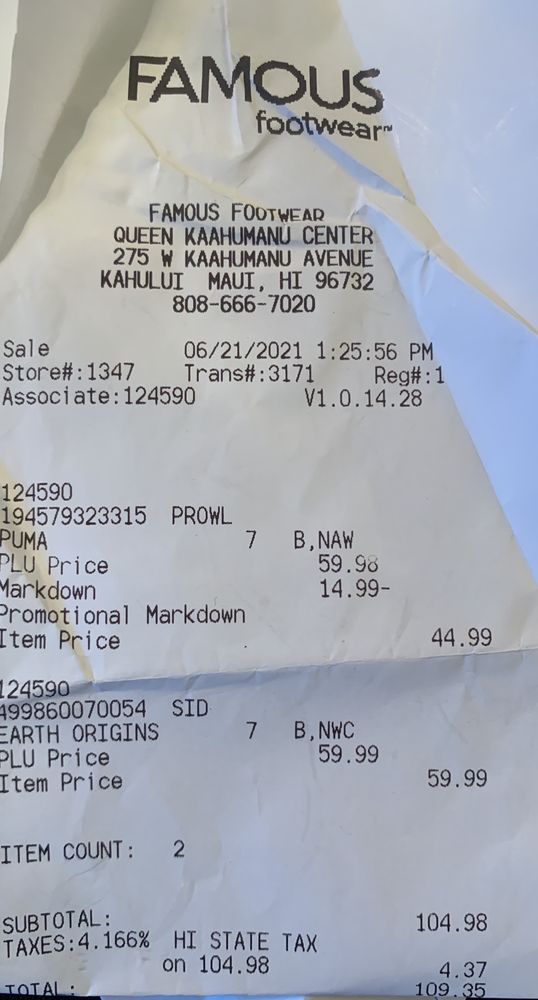 FAMOUS
footwear™
FAMOUS FOOTWEAR
QUEEN KAAHUMANU CENTER
275 W KAAHUMANU AVENUE
KAHULUI MAUI, HI 96732
808-666-7020
Sale 06/21/2021 1:25:56 PM
Store#:1347 Trans#:3171 Reg#:1
Associate:124590 V1.0.14.28
124590
194579323315 PROWL
PUMA 7 B,NAW
PLU Price 59.98
Markdown 14.99-
Promotional Markdown
Item Price 44.99
124590
499860070054 SID
EARTH ORIGINS 7 B,NWC
PLU Price 59.99
Item Price 59.99
ITEM COUNT: 2
SUBTOTAL: 104.98
TAXES:4.166% HI STATE TAX
on 104.98 4.37
TOTAL: 109.35